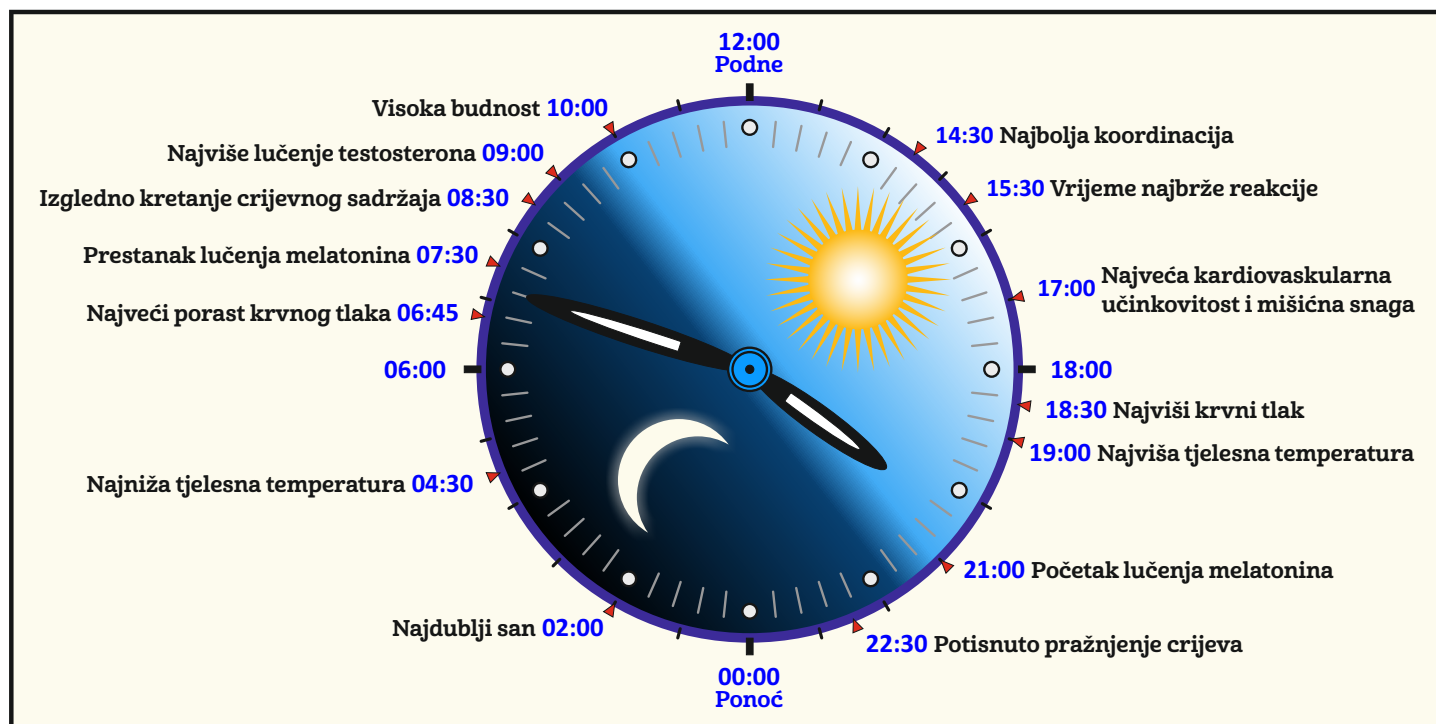 12:00
Podne
Visoka budnost 10:00
Najviše lučenje testosterona 09:00
Izgledno kretanje crijevnog sadržaja 08:30
Prestanak lučenja melatonina 07:30
Najveći porast krvnog tlaka 06:45
06:00
Najniža tjelesna temperatura 04:30
Najdublji san 02:00
14:30 Najbolja koordinacija
15:30 Vrijeme najbrže reakcije
17:00 Najveća kardiovaskularna
učinkovitost i mišićna snaga
18:00
18:30 Najviši krvni tlak
19:00 Najviša tjelesna temperatura
21:00 Početak lučenja melatonina
22:30 Potisnuto pražnjenje crijeva
00:00
Ponoć